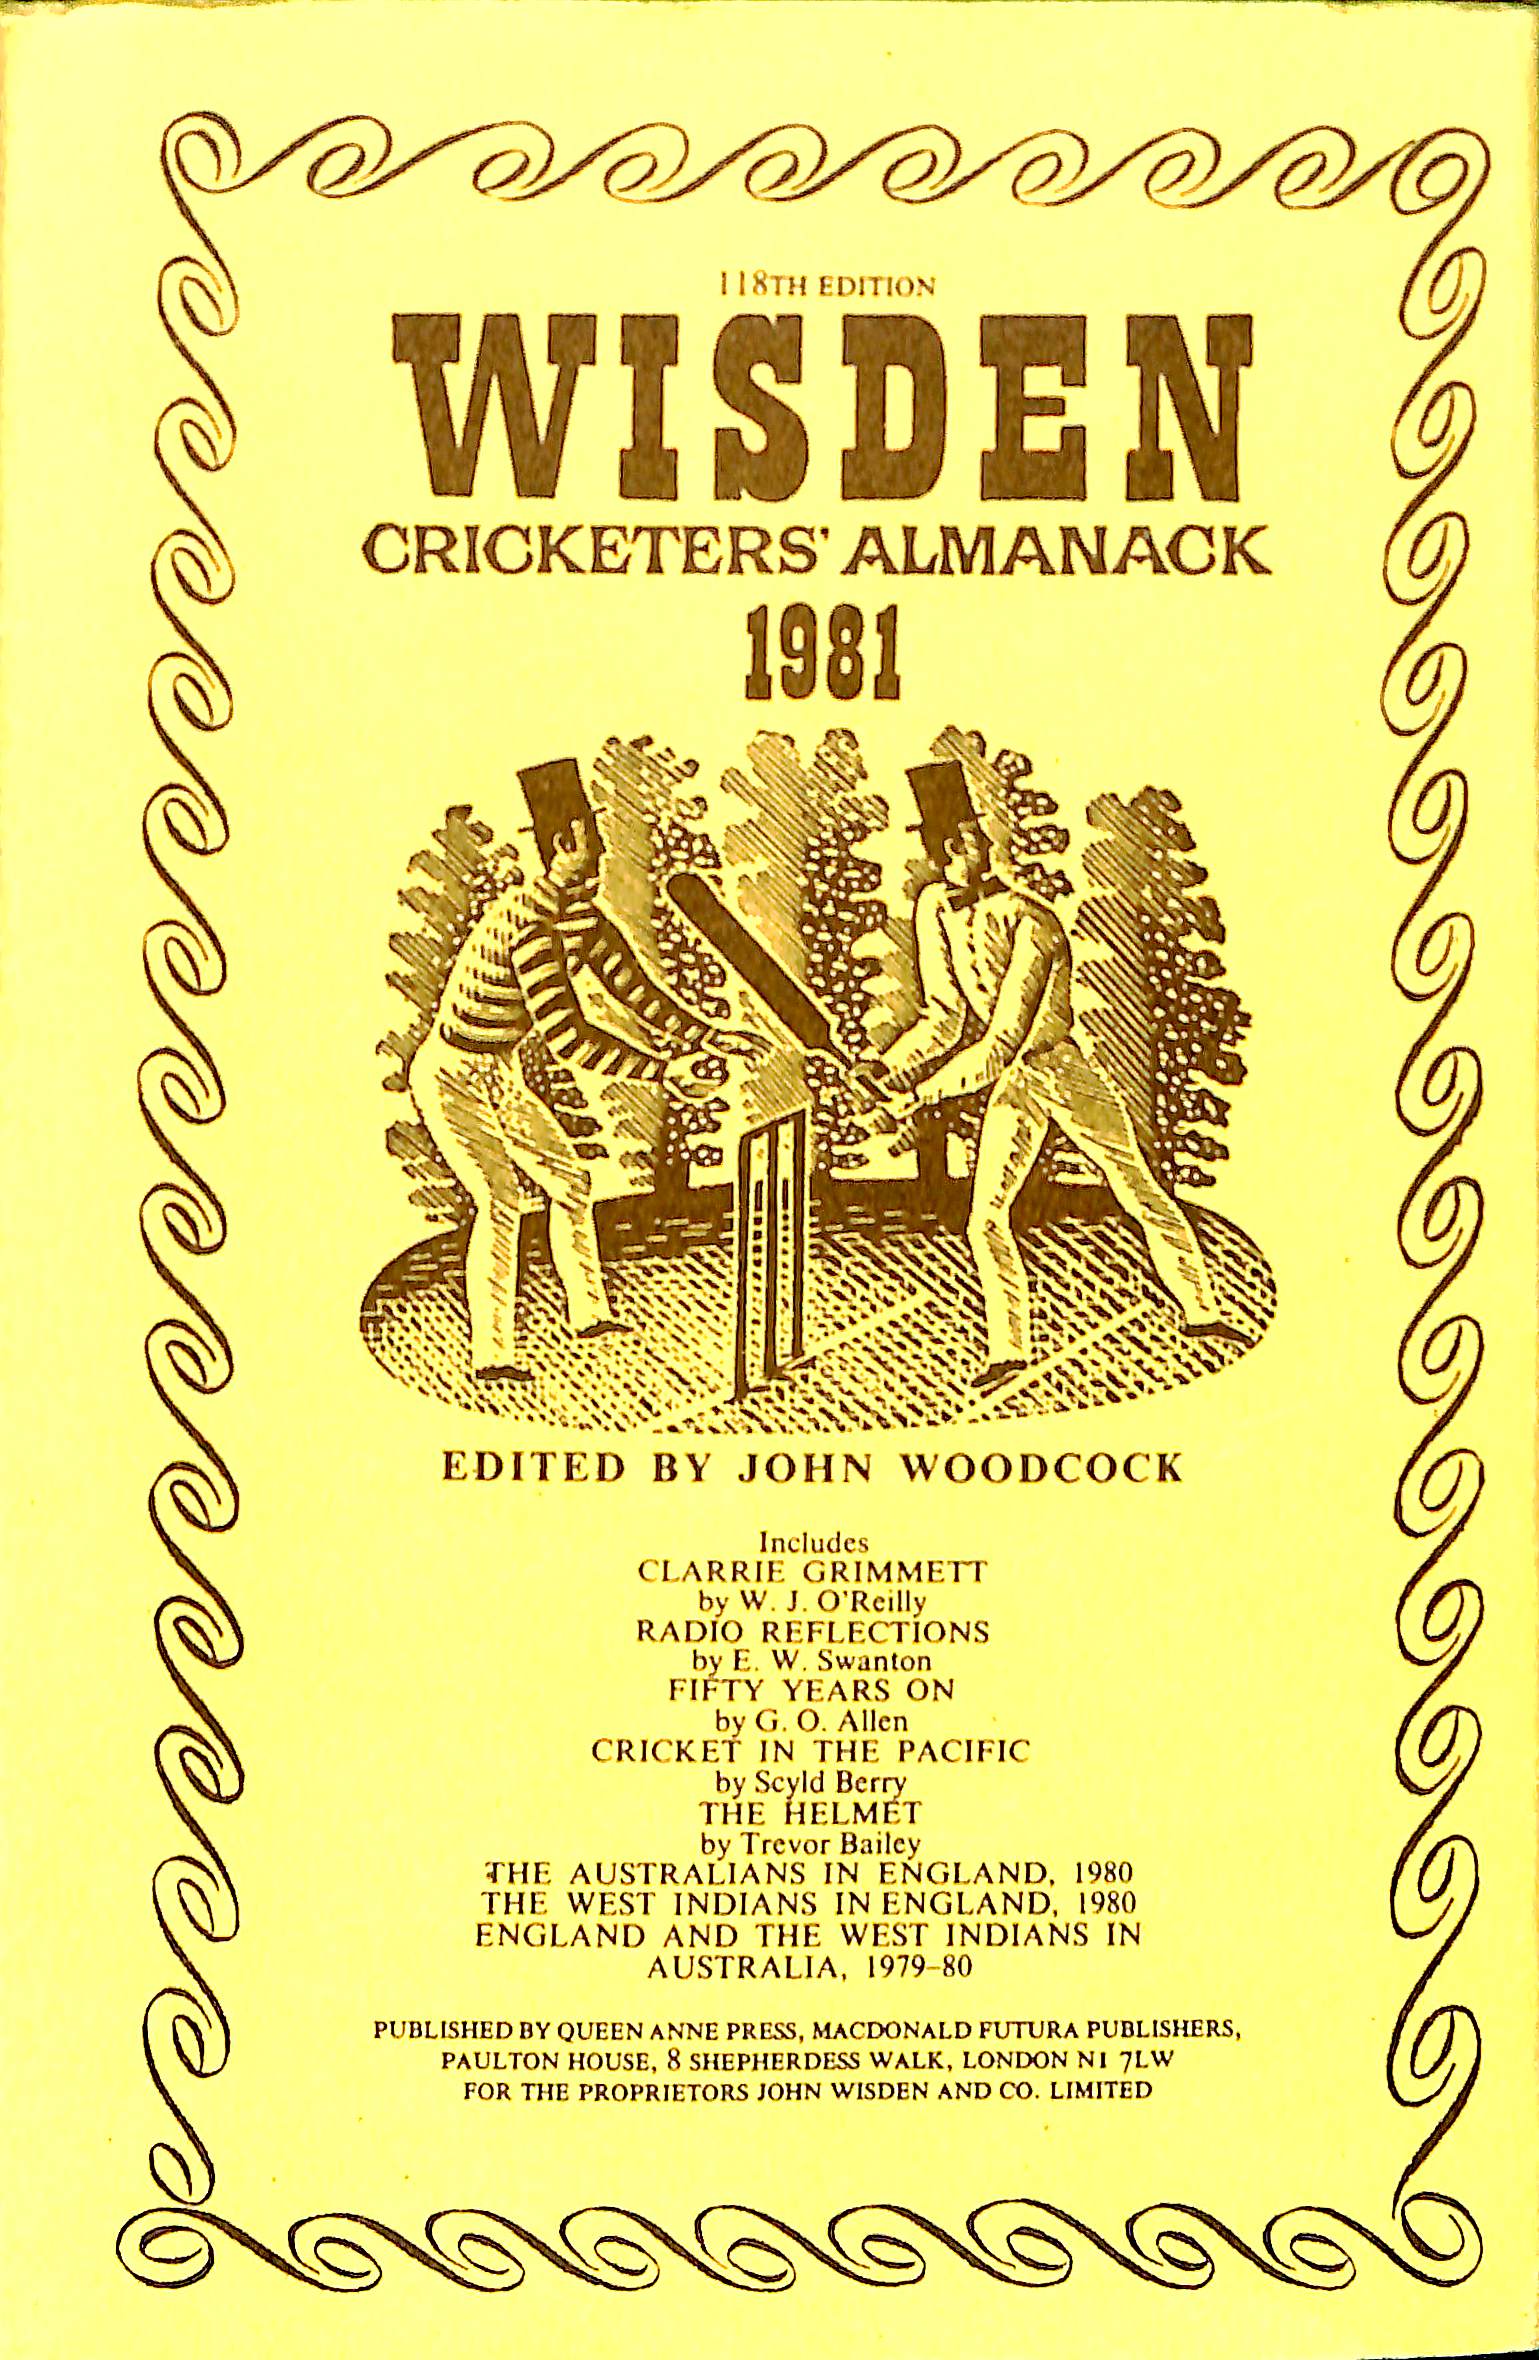 118TH EDITION
WISDEN
CRICKETERS' ALMANACK
1981
EDITED BY JOHN WOODCOCK
Includes
CLARRIE GRIMMETT
by W. J. O'Reilly
RADIO REFLECTIONS
by E. W. Swanton
FIFTY YEARS ON
by G. O. Allen
CRICKET IN THE PACIFIC
by Scyld Berry
THE HELMET
by Trevor Bailey
THE AUSTRALIANS IN ENGLAND, 1980
THE WEST INDIANS IN ENGLAND, 1980
ENGLAND AND THE WEST INDIANS IN
AUSTRALIA, 1979–80
PUBLISHED BY QUEEN ANNE PRESS, MACDONALD FUTURA PUBLISHERS,
PAULTON HOUSE, 8 SHEPHERDESS WALK, LONDON N1 7LW
FOR THE PROPRIETORS JOHN WISDEN AND CO. LIMITED